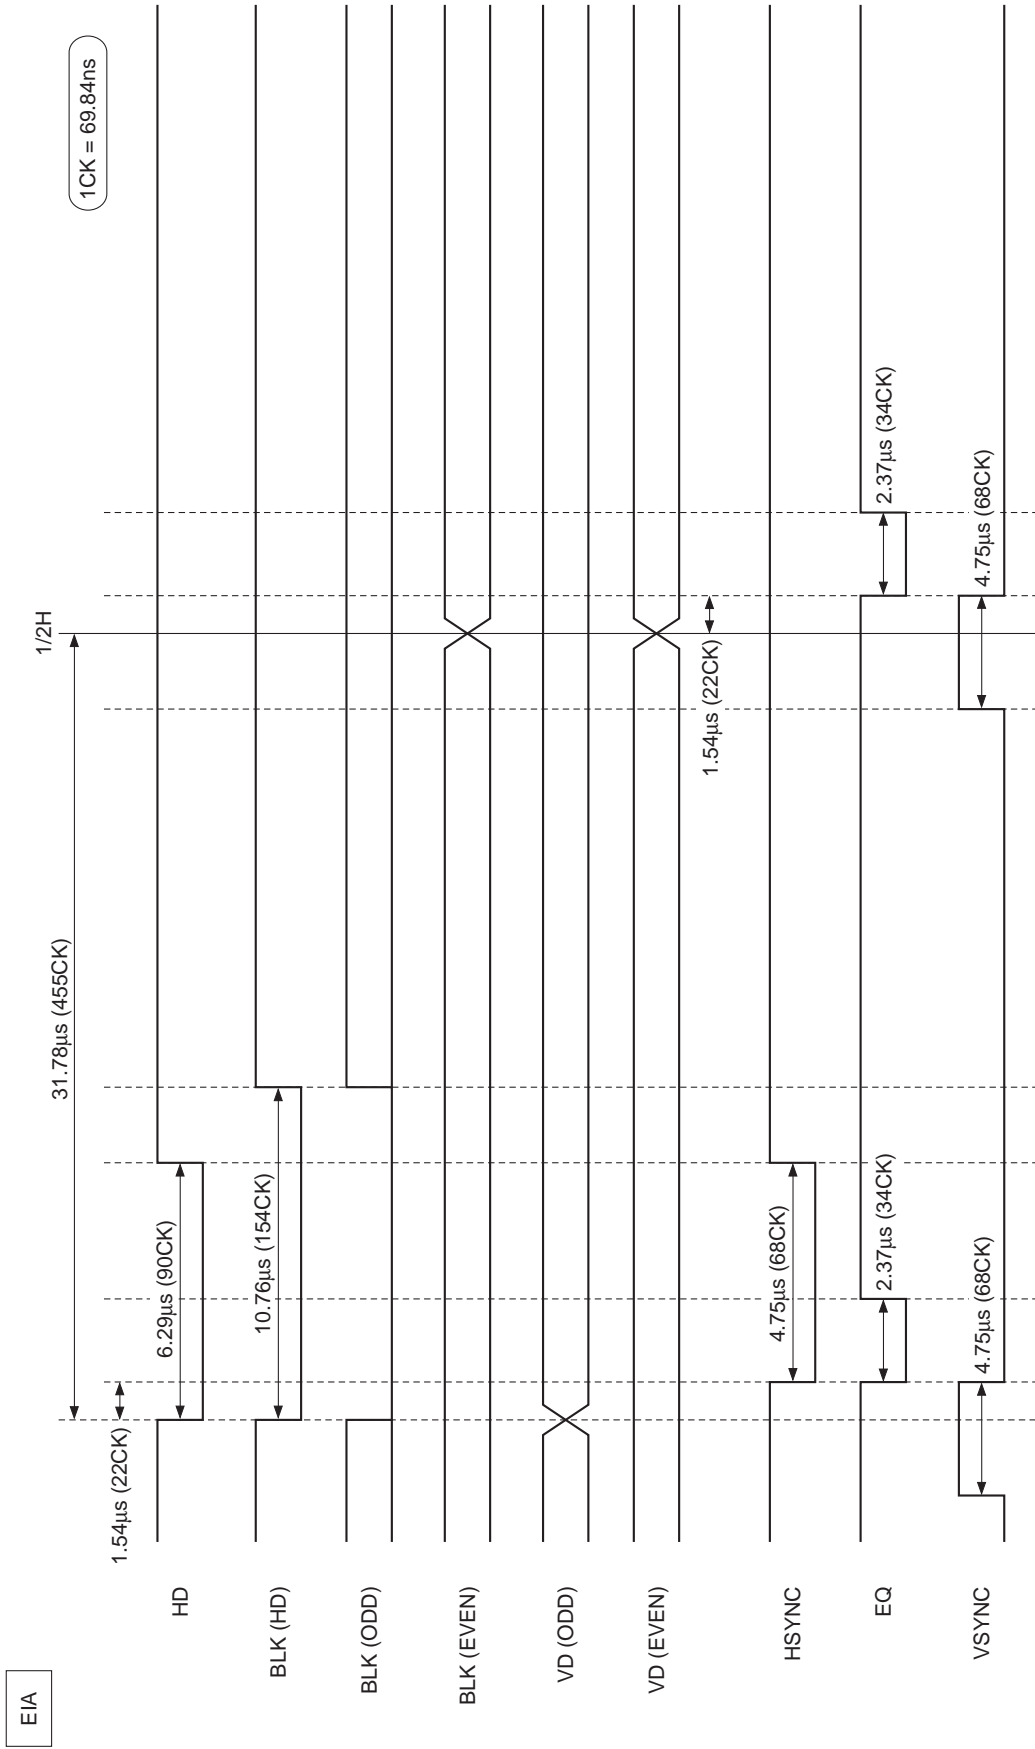 EIA
1CK = 69.84ns
1/2H
31.78µs (455CK)
1.54µs (22CK)
HD
6.29µs (90CK)
BLK (HD)
10.76µs (154CK)
BLK (ODD)
BLK (EVEN)
VD (ODD)
VD (EVEN)
1.54µs (22CK)
HSYNC
4.75µs (68CK)
EQ
2.37µs (34CK)
2.37µs (34CK)
VSYNC
4.75µs (68CK)
4.75µs (68CK)